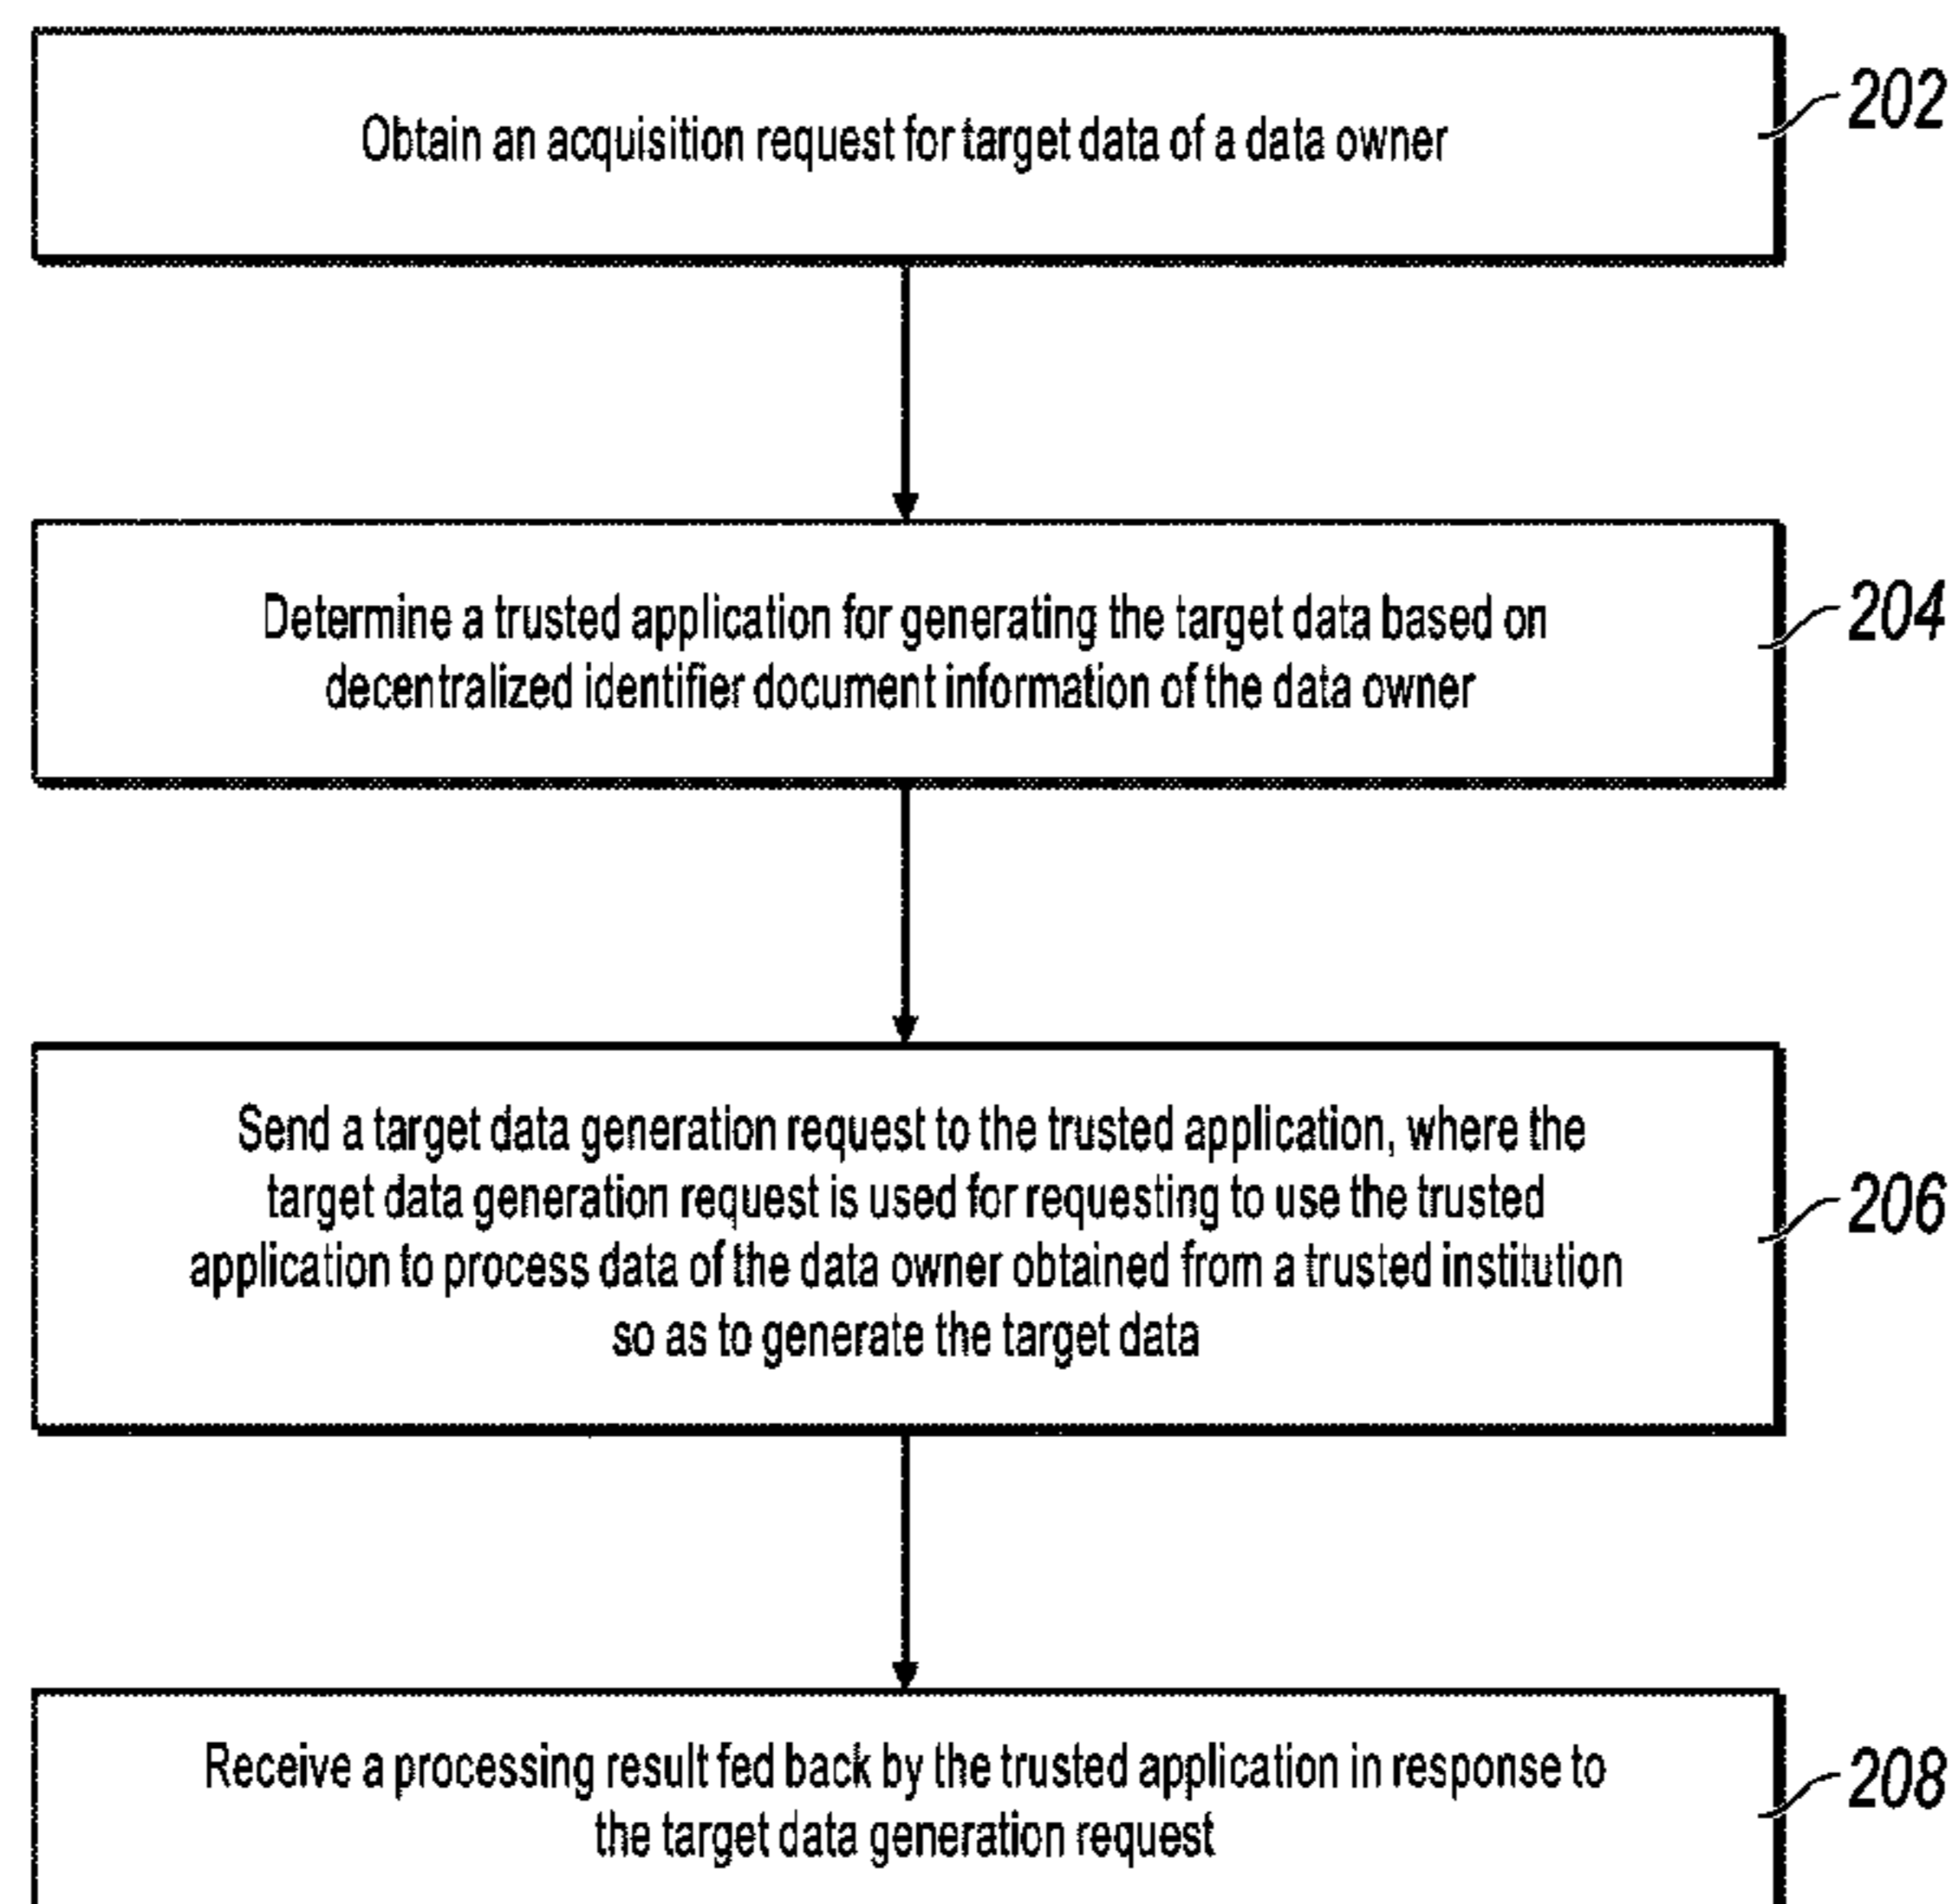 Obtain an acquisition request for target data of a data owner
202
Determine a trusted application for generating the target data based on
decentralized identifier document information of the data owner
204
Send a target data generation request to the trusted application, where the
target data generation request is used for requesting to use the trusted
application to process data of the data owner obtained from a trusted institution
so as to generate the target data
206
Receive a processing result fed back by the trusted application in response to
the target data generation request
208